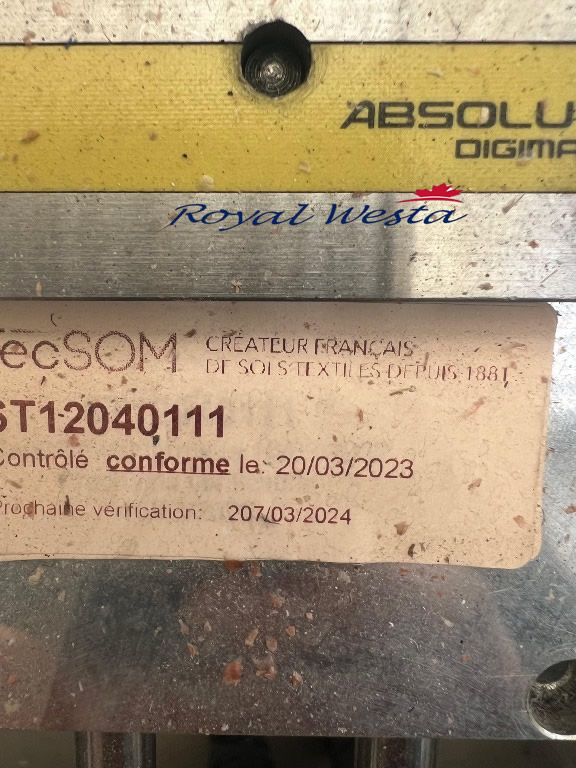 ABSOLU
DIGIMA
Royal Westa
TecSOM CRÉATEUR FRANÇAIS
DE SOLS TEXTILES DEPUIS 1881
ST12040111
Contrôlé conforme le 20/03/2023
Prochaine vérification: 207/03/2024